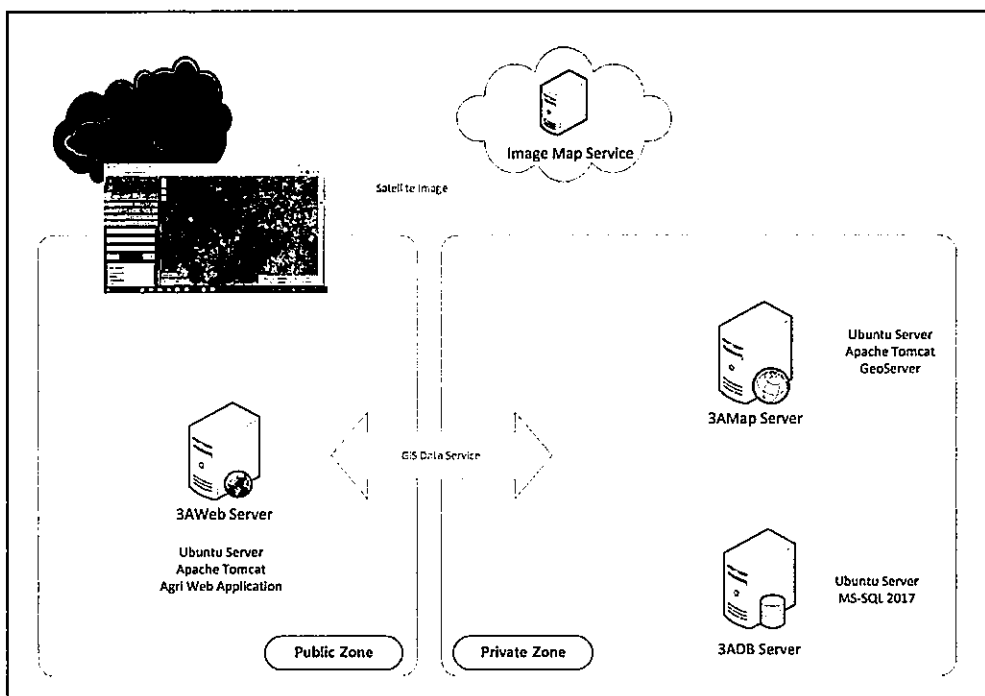 Image Map Service
Satellite Image
Ubuntu Server
Apache Tomcat
GeoServer
3AMap Server
GIS Data Service
3AWeb Server
Ubuntu Server
Apache Tomcat
Agri Web Application
Ubuntu Server
MS-SQL 2017
3ADB Server
Public Zone
Private Zone